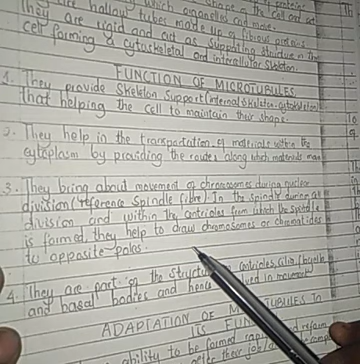 which organelles can move.
They are hallow tubes made up of fibrous proteins
They are rigid and act as supporting structure in the
cell forming a cytoskeletal and intercellular skeleton.
FUNCTION OF MICROTUBULES
1. They provide skeleton support (internal skeleton-cytoskeleton)
that helping the cell to maintain their shape.
2. They help in the transportation of materials within the
cytoplasm by providing the routes along which materials
3. They bring about movement of chromosomes during nuclear
division (reference spindle fibre). In the spindle during
division and within the centrioles from which the spindle
is formed they help to draw chromosomes or chromatides
to opposite poles.
4. They are part of the structure centrioles, cilia
and basal bodies and hence involved in movement
ADAPTATION OF MICROTUBULES TO
ITS
ability to be formed
after their job